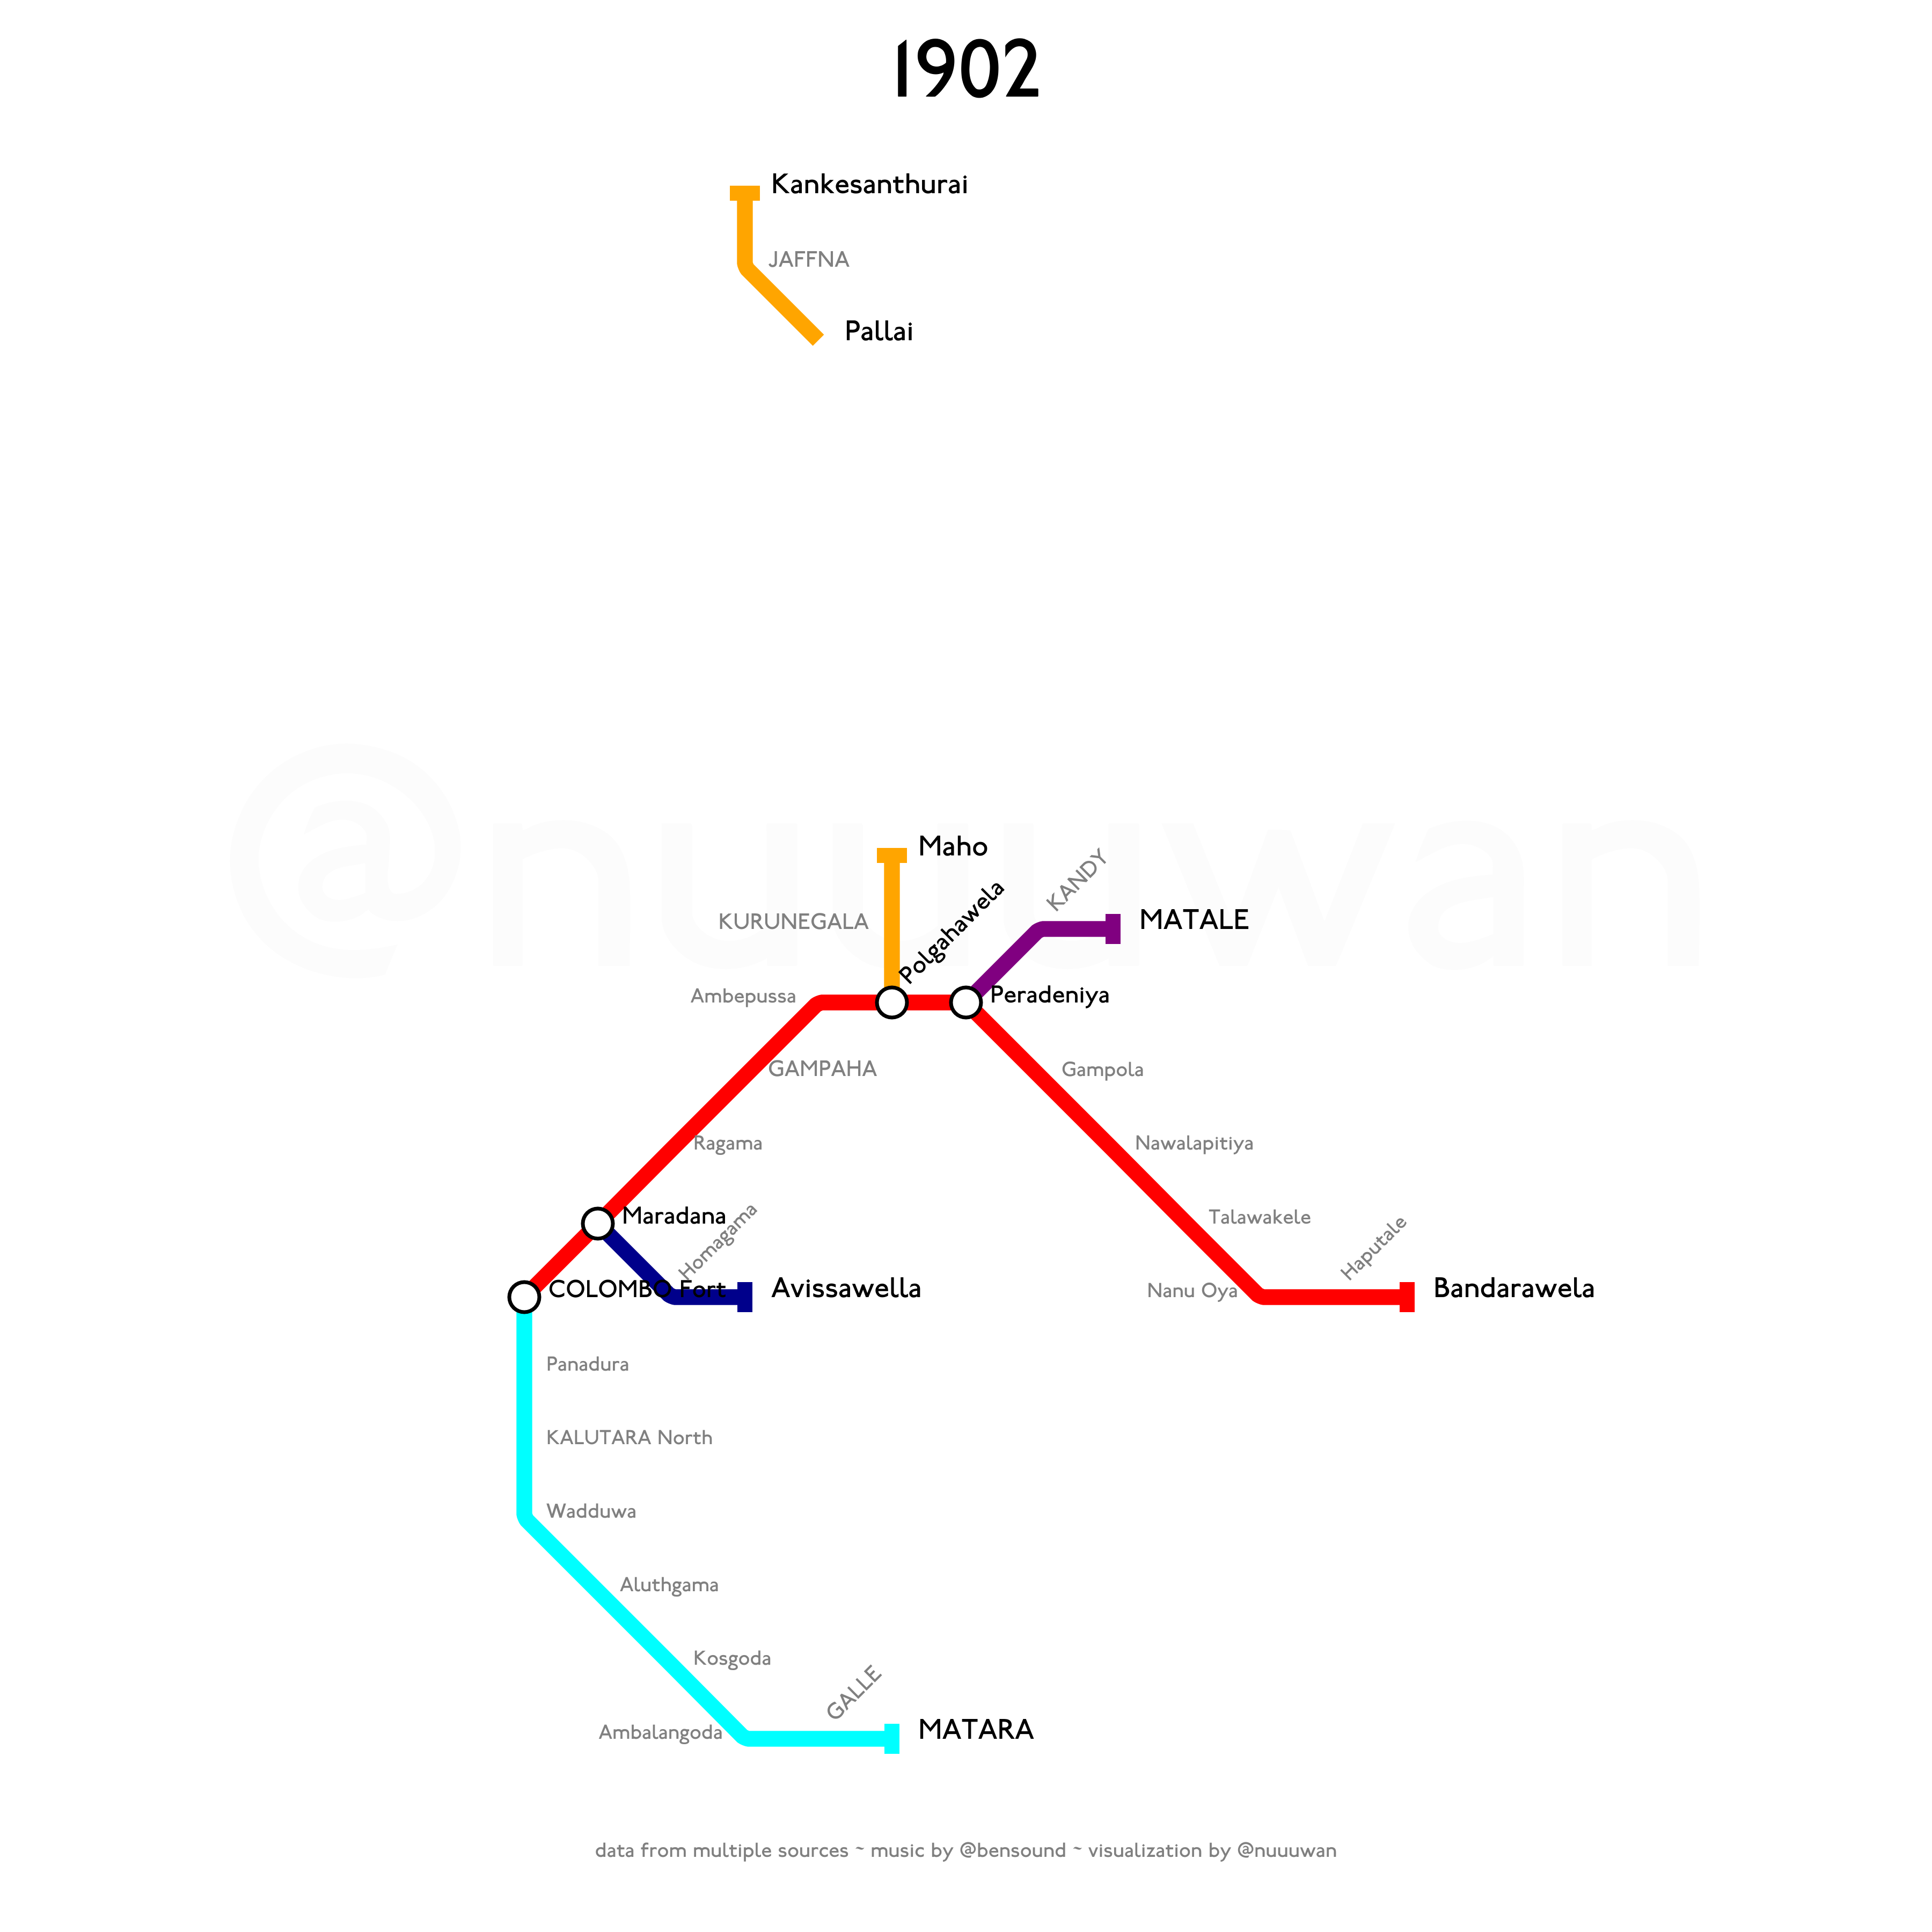 1902
Kankesanthurai
JAFFNA
Pallai
@nuuuwan
Maho
KANDY
KURUNEGALA
Polgahawela
MATALE
Ambepussa
Peradeniya
GAMPAHA
Gampola
Ragama
Nawalapitiya
Maradana
Homagama
Talawakele
Haputale
COLOMBO Fort
Avissawella
Nanu Oya
Bandarawela
Panadura
KALUTARA North
Wadduwa
Aluthgama
Kosgoda
GALLE
Ambalangoda
MATARA
data from multiple sources ~ music by @bensound ~ visualization by @nuuuwan